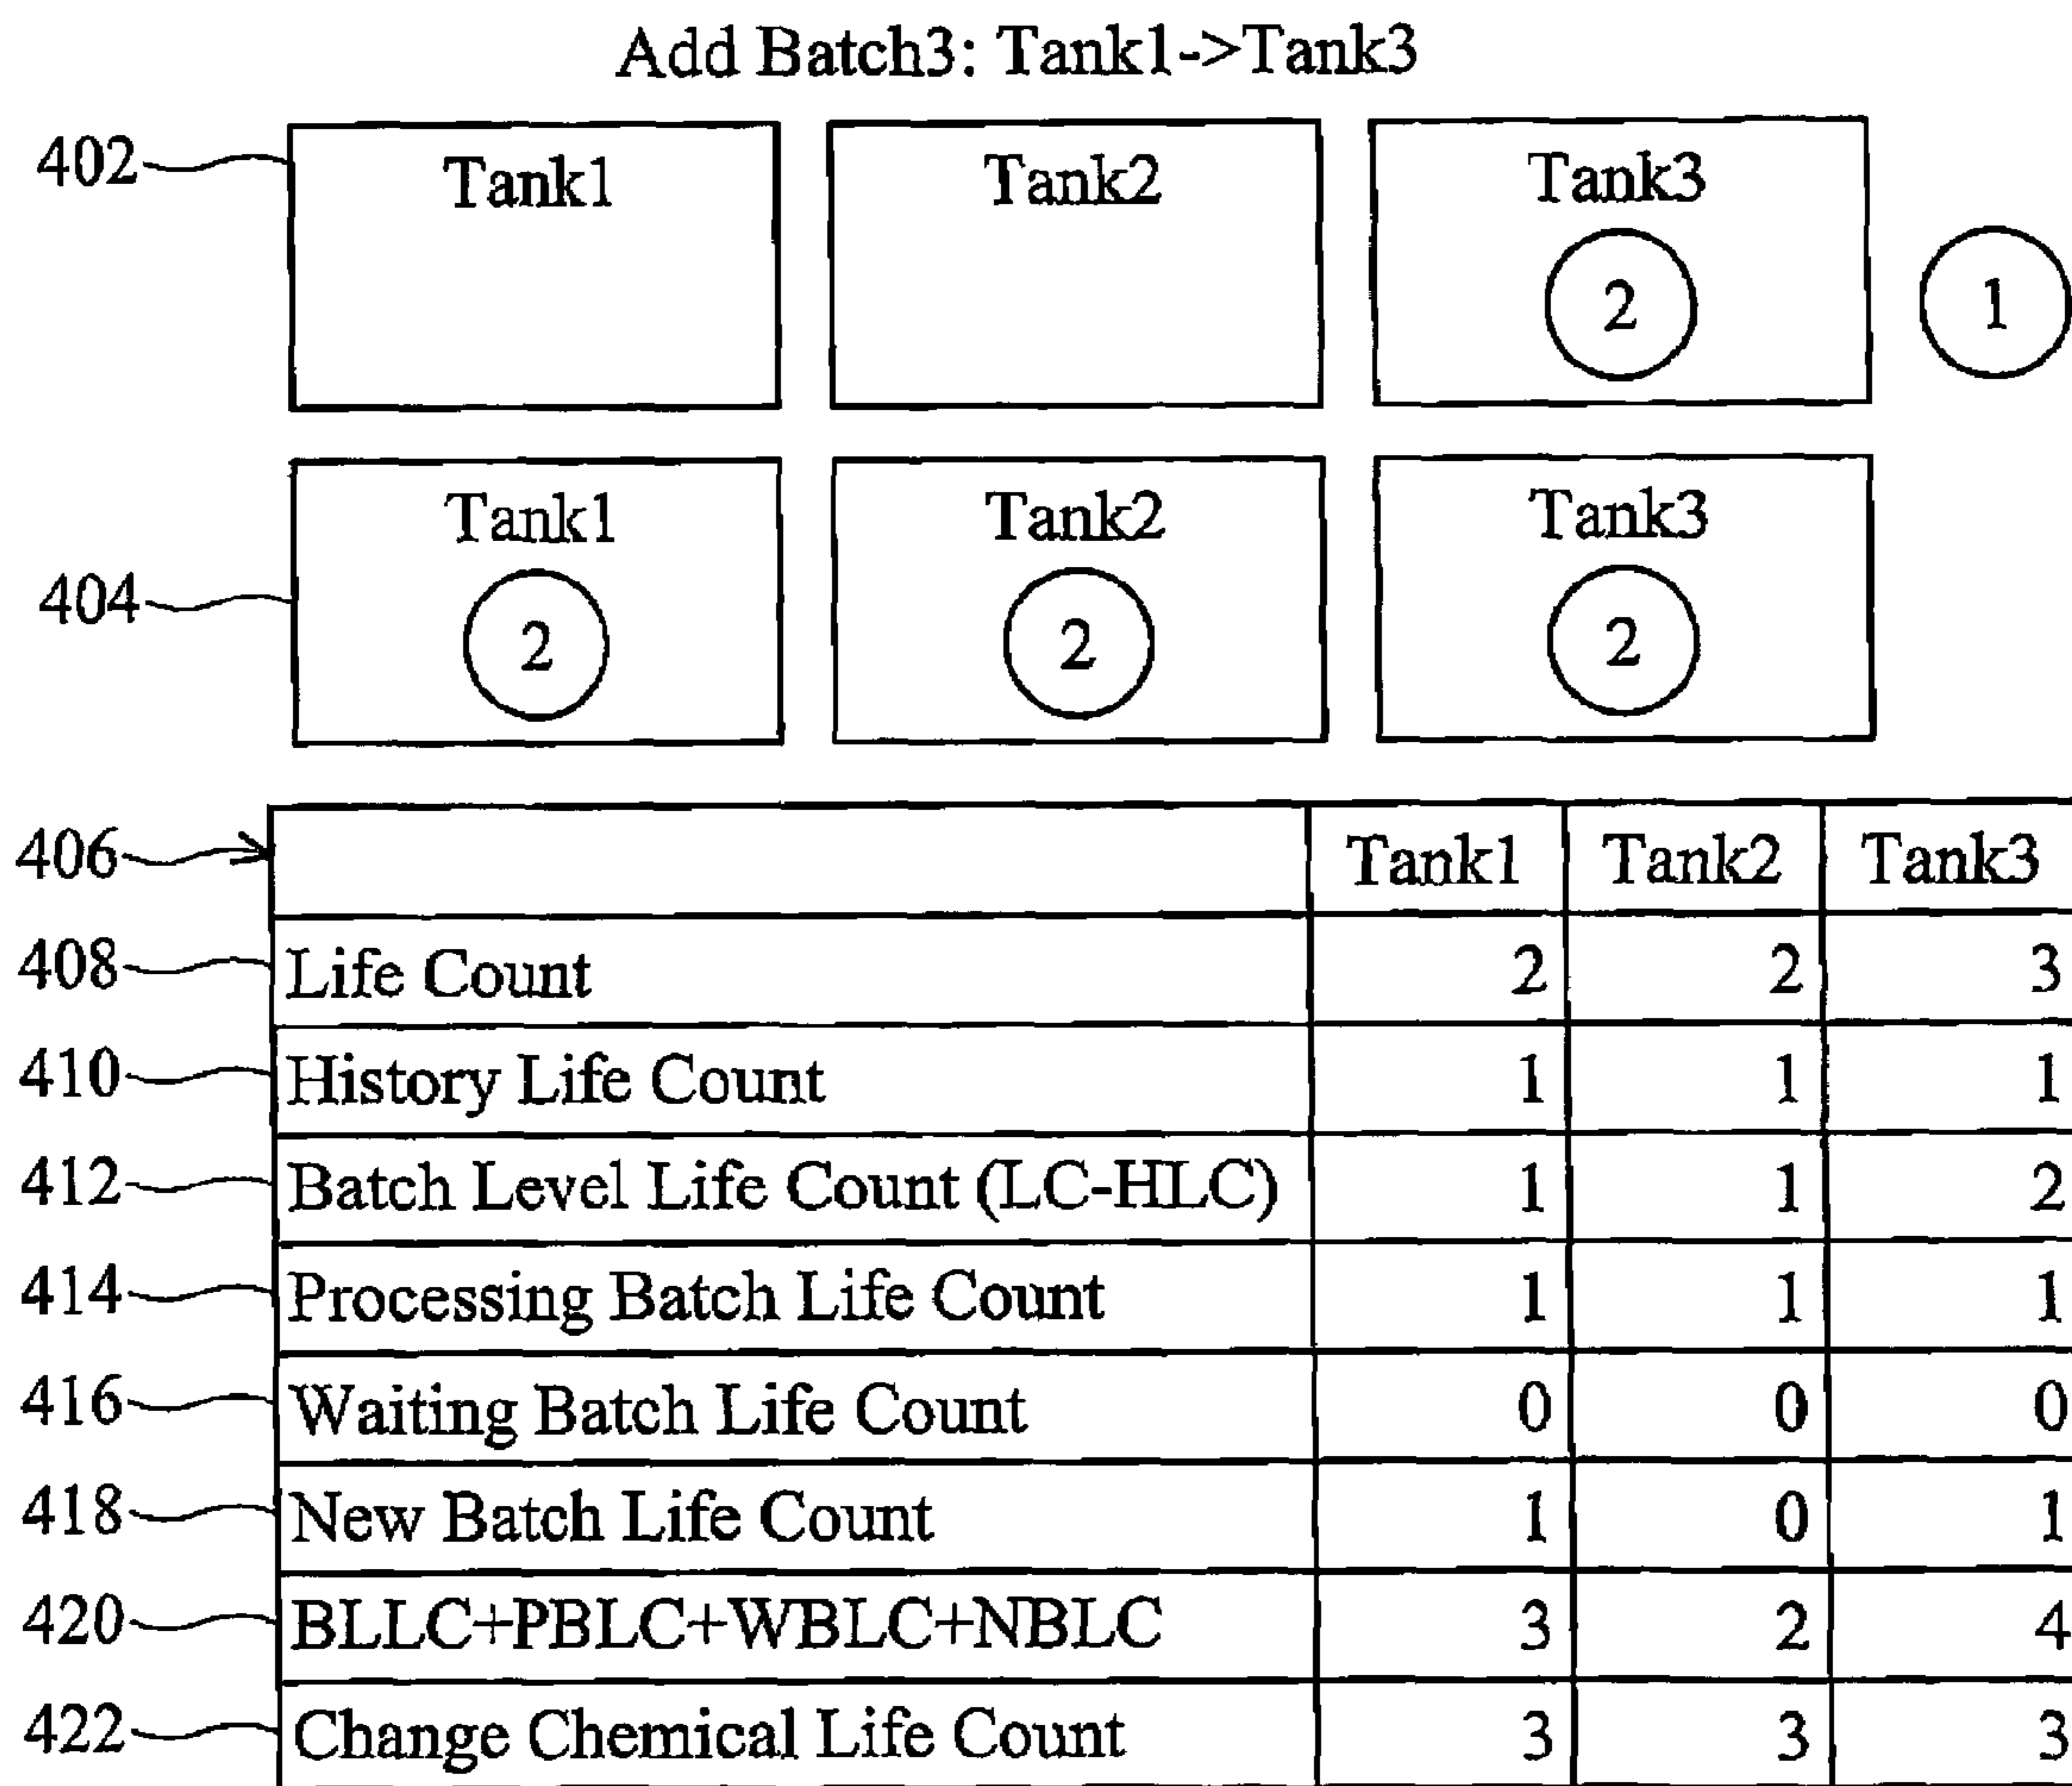 Add Batch3: Tank1->Tank3
402 Tank1 Tank2 Tank3
2 1
404 Tank1 Tank2 Tank3
2 2 2
406 Tank1 Tank2 Tank3
408 Life Count 2 2 3
410 History Life Count 1 1 1
412 Batch Level Life Count (LC-HLC) 1 1 2
414 Processing Batch Life Count 1 1 1
416 Waiting Batch Life Count 0 0 0
418 New Batch Life Count 1 0 1
420 BLLC+PBLC+WBLC+NBLC 3 2 4
422 Change Chemical Life Count 3 3 3